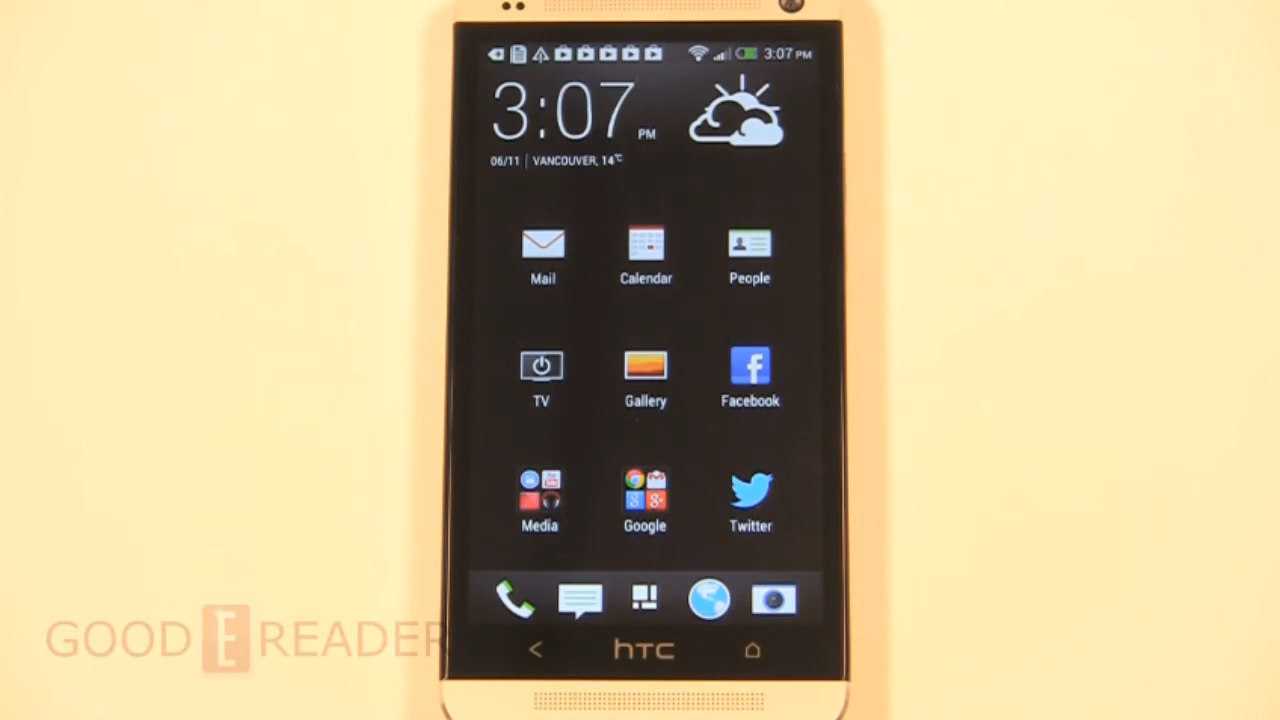 3:07 PM
3:07 PM
06/11 | VANCOUVER, 14°C
Mail Calendar People
TV Gallery Facebook
Media Google Twitter
GOOD E READER
hTC